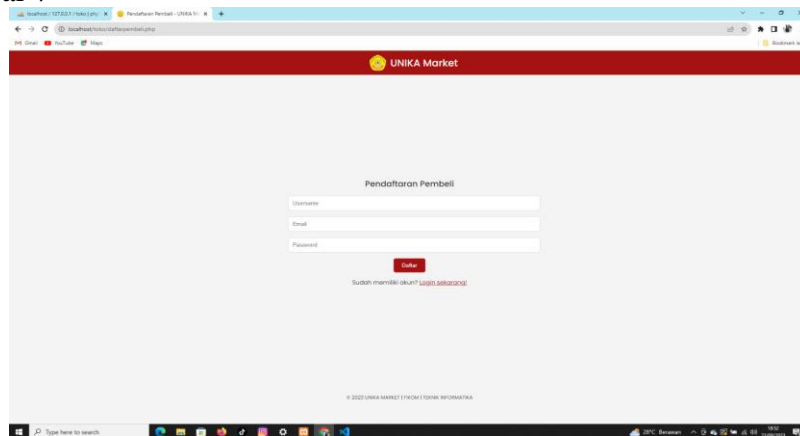 localhost / 127.0.0.1 / toko | php
Pendaftaran Pembeli - UNIKA M
localhost/toko/daftarpembeli.php
Gmail YouTube Maps
UNIKA Market
Pendaftaran Pembeli
Username
Email
Password
Daftar
Sudah memiliki akun? Login sekarang!
© 2023 UNIKA MARKET | FIKOM | TEKNIK INFORMATIKA
Type here to search
28°C Berawan